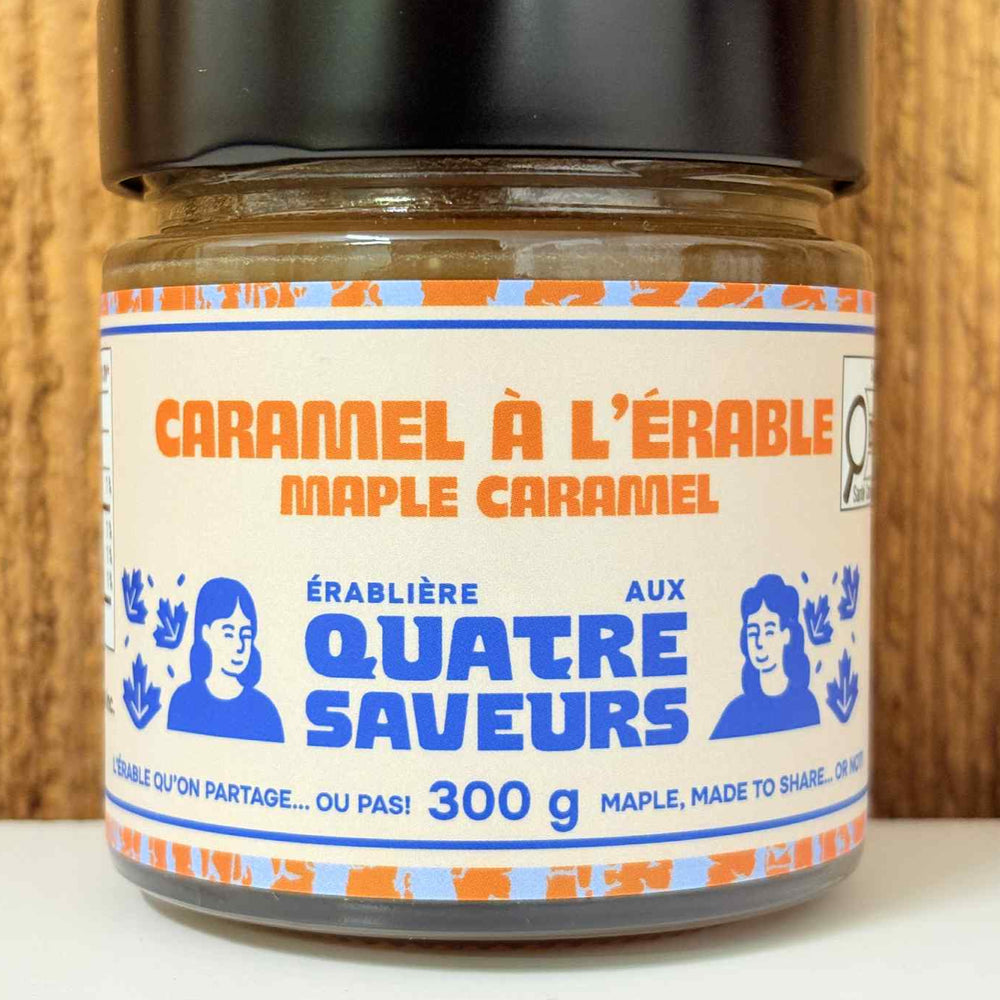 CARAMEL À L'ÉRABLE
MAPLE CARAMEL
ÉRABLIÈRE AUX
QUATRE
SAVEURS
L'ÉRABLE QU'ON PARTAGE... OU PAS! 300 g MAPLE, MADE TO SHARE... OR NOT!